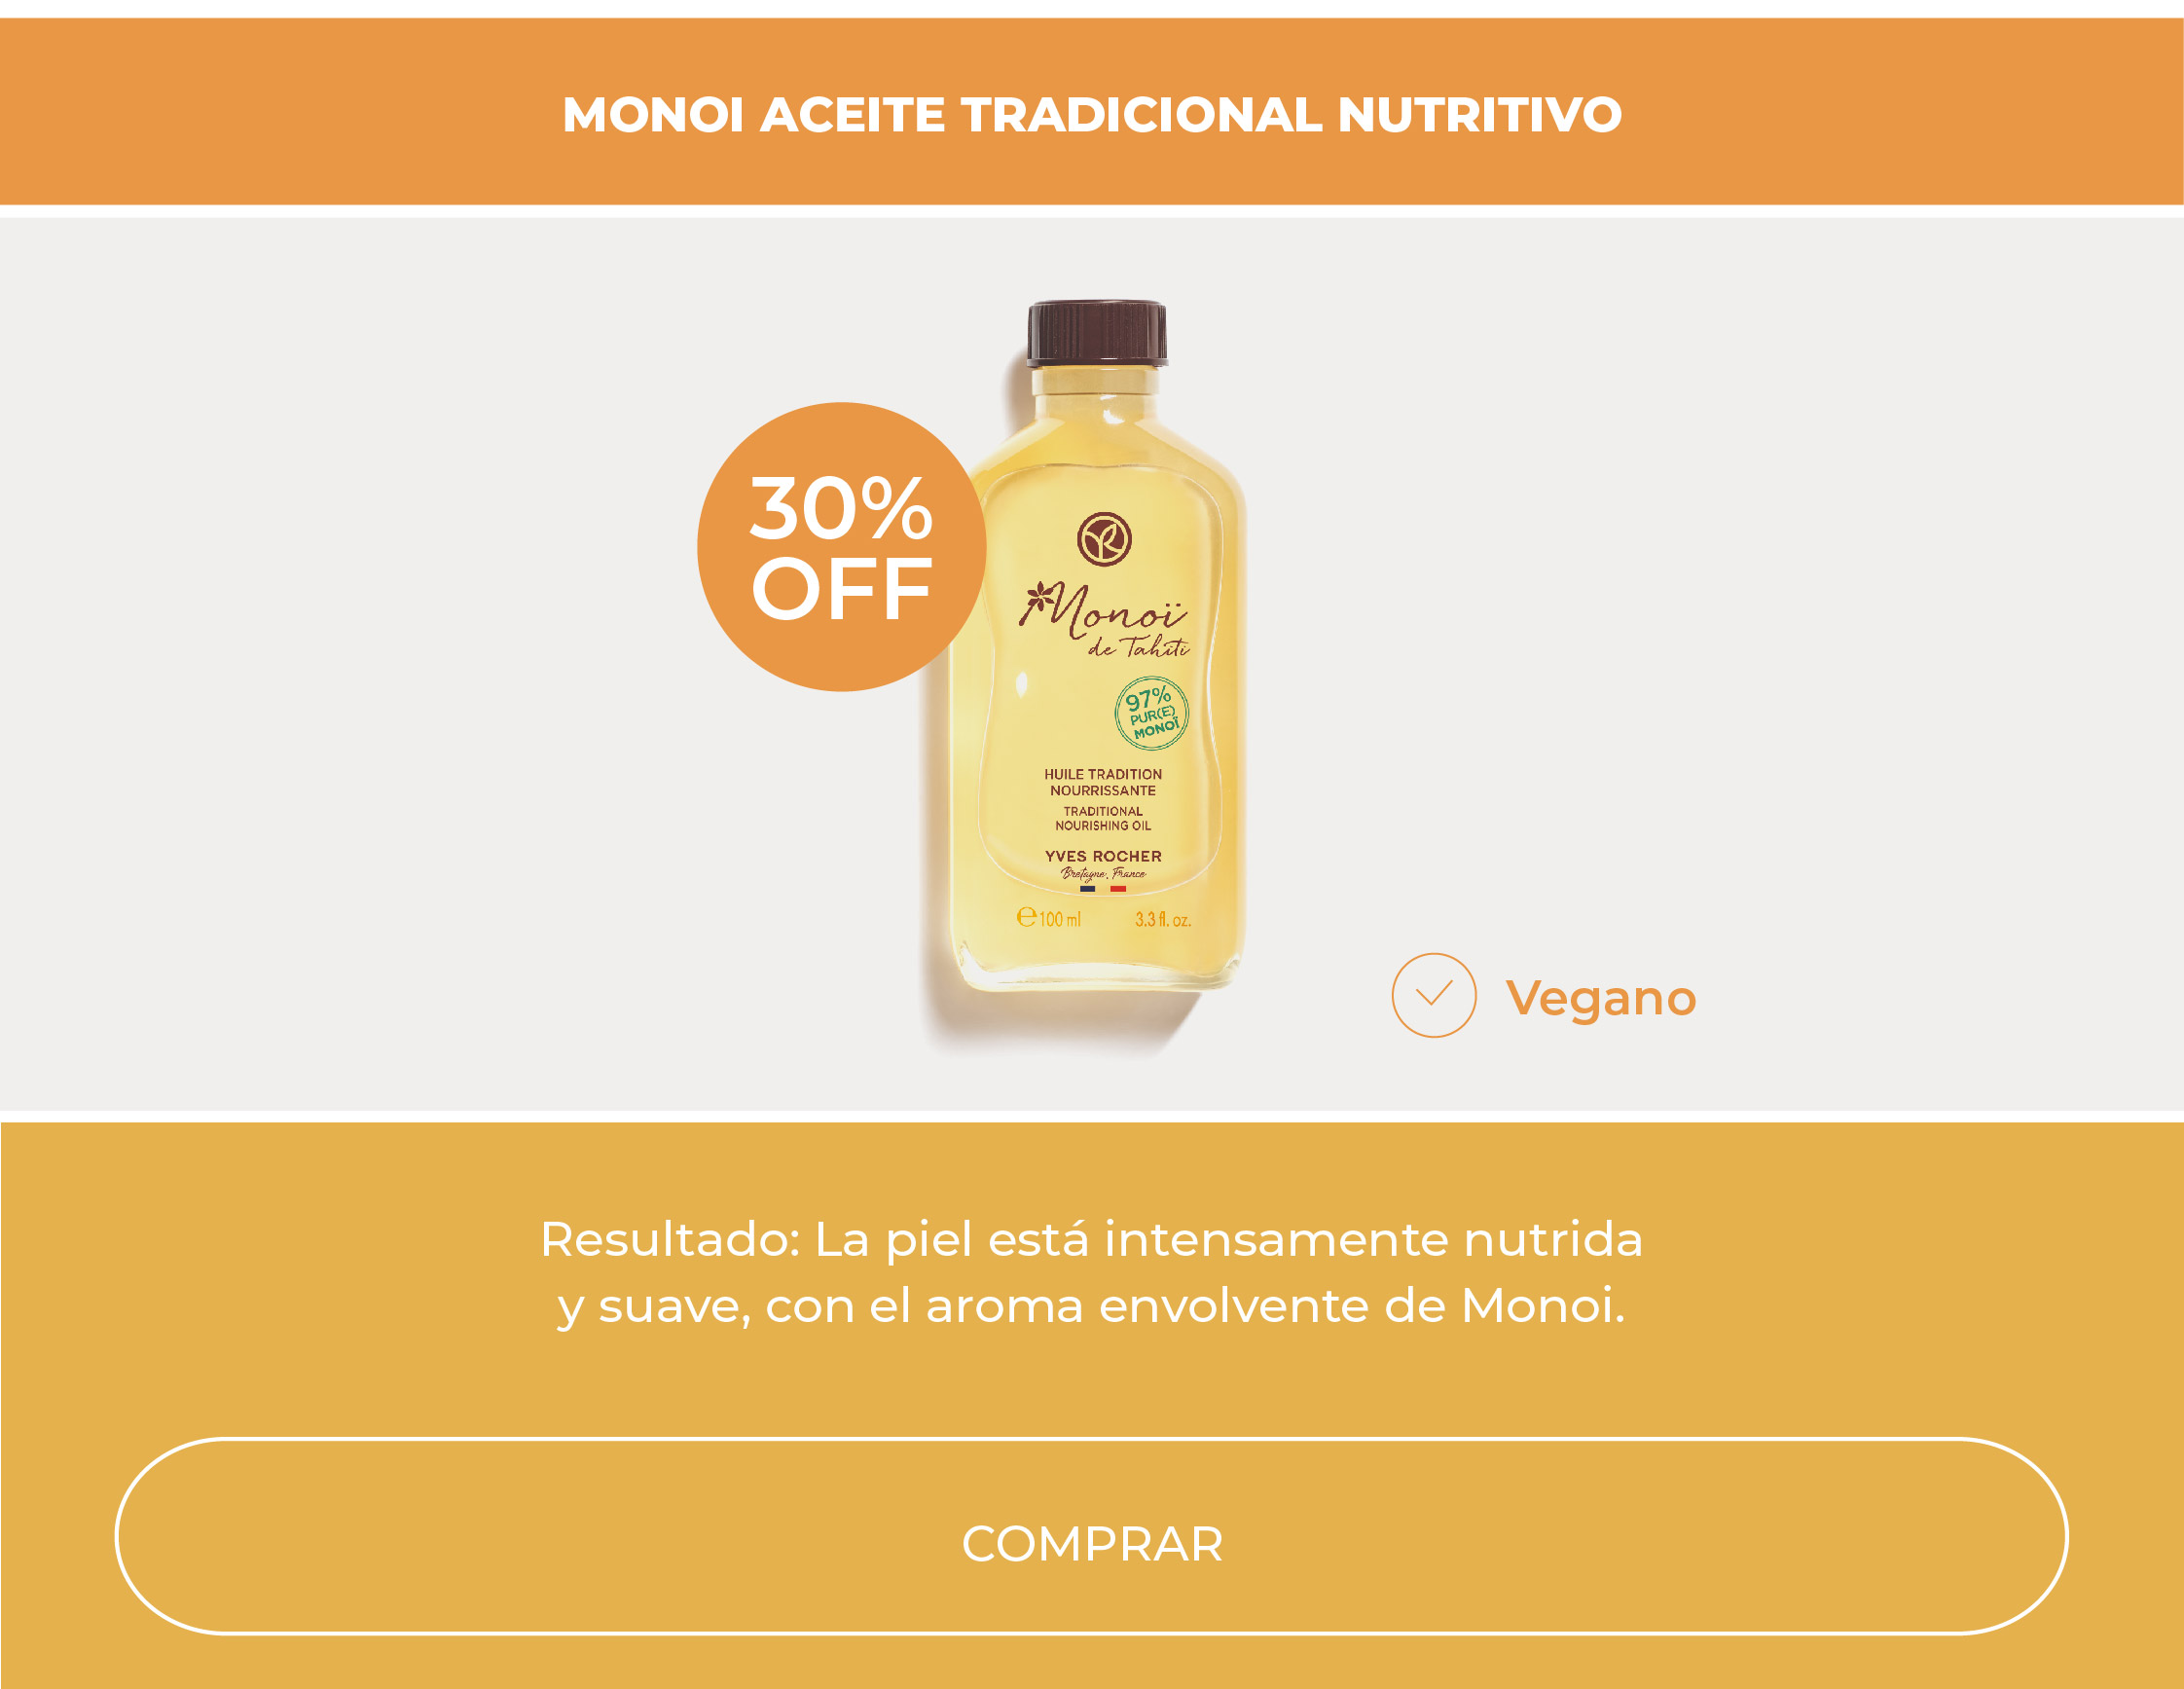 MONOI ACEITE TRADICIONAL NUTRITIVO
30%
OFF
Monoï
de Tahiti
97%
PUR(E)
MONOÏ
HUILE TRADITION
NOURRISSANTE
TRADITIONAL
NOURISHING OIL
YVES ROCHER
Bretagne, France
℮100 ml 3.3 fl. oz.
Vegano
Resultado: La piel está intensamente nutrida
y suave, con el aroma envolvente de Monoi.
COMPRAR